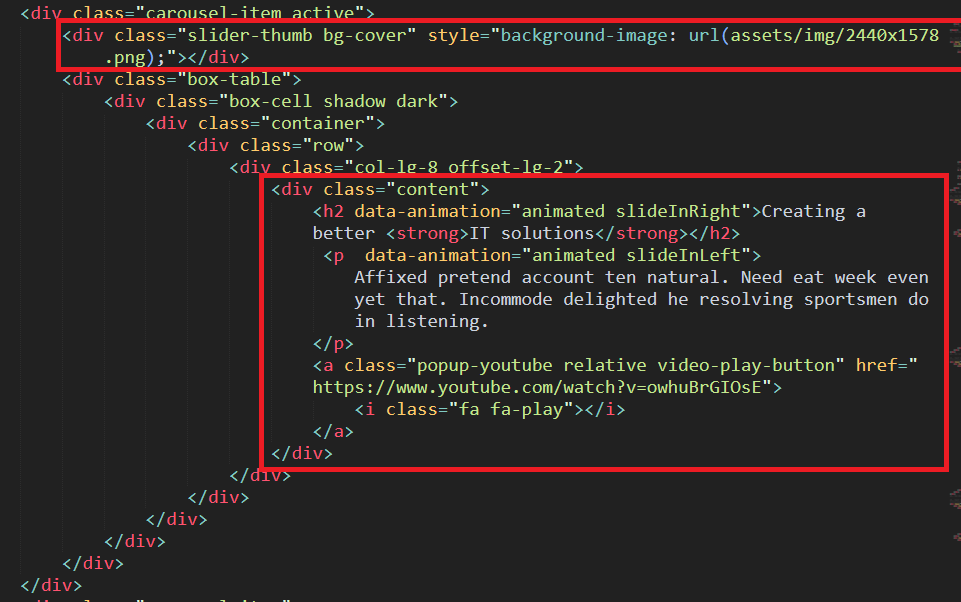 <div class="carousel-item active">
<div class="slider-thumb bg-cover" style="background-image: url(assets/img/2440x1578
.png);"></div>
<div class="box-table">
<div class="box-cell shadow dark">
<div class="container">
<div class="row">
<div class="col-lg-8 offset-lg-2">
<div class="content">
<h2 data-animation="animated slideInRight">Creating a
better <strong>IT solutions</strong></h2>
<p  data-animation="animated slideInLeft">
Affixed pretend account ten natural. Need eat week even
yet that. Incommode delighted he resolving sportsmen do
in listening.
</p>
<a class="popup-youtube relative video-play-button" href="
https://www.youtube.com/watch?v=owhuBrGIOsE">
<i class="fa fa-play"></i>
</a>
</div>
</div>
</div>
</div>
</div>
</div>
</div>